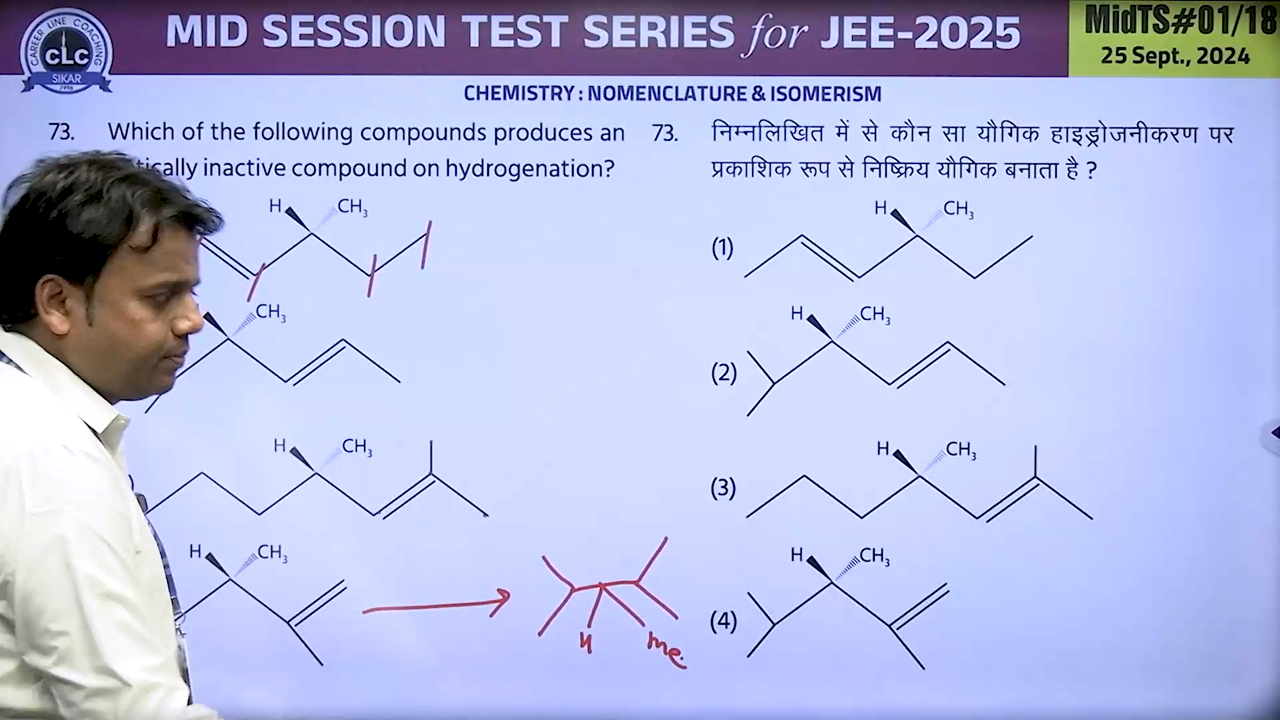 CAREER LINE COACHING
CLC
SIKAR
1996
MID SESSION TEST SERIES for JEE-2025
MidTS#01/18
25 Sept., 2024
CHEMISTRY : NOMENCLATURE & ISOMERISM
73. Which of the following compounds produces an
ically inactive compound on hydrogenation?
H CH₃
CH₃
H CH₃
H CH₃
H Me.
73. निम्नलिखित में से कौन सा यौगिक हाइड्रोजनीकरण पर
प्रकाशिक रूप से निष्क्रिय यौगिक बनाता है ?
(1)
H CH₃
(2)
H CH₃
(3)
H CH₃
(4)
H CH₃